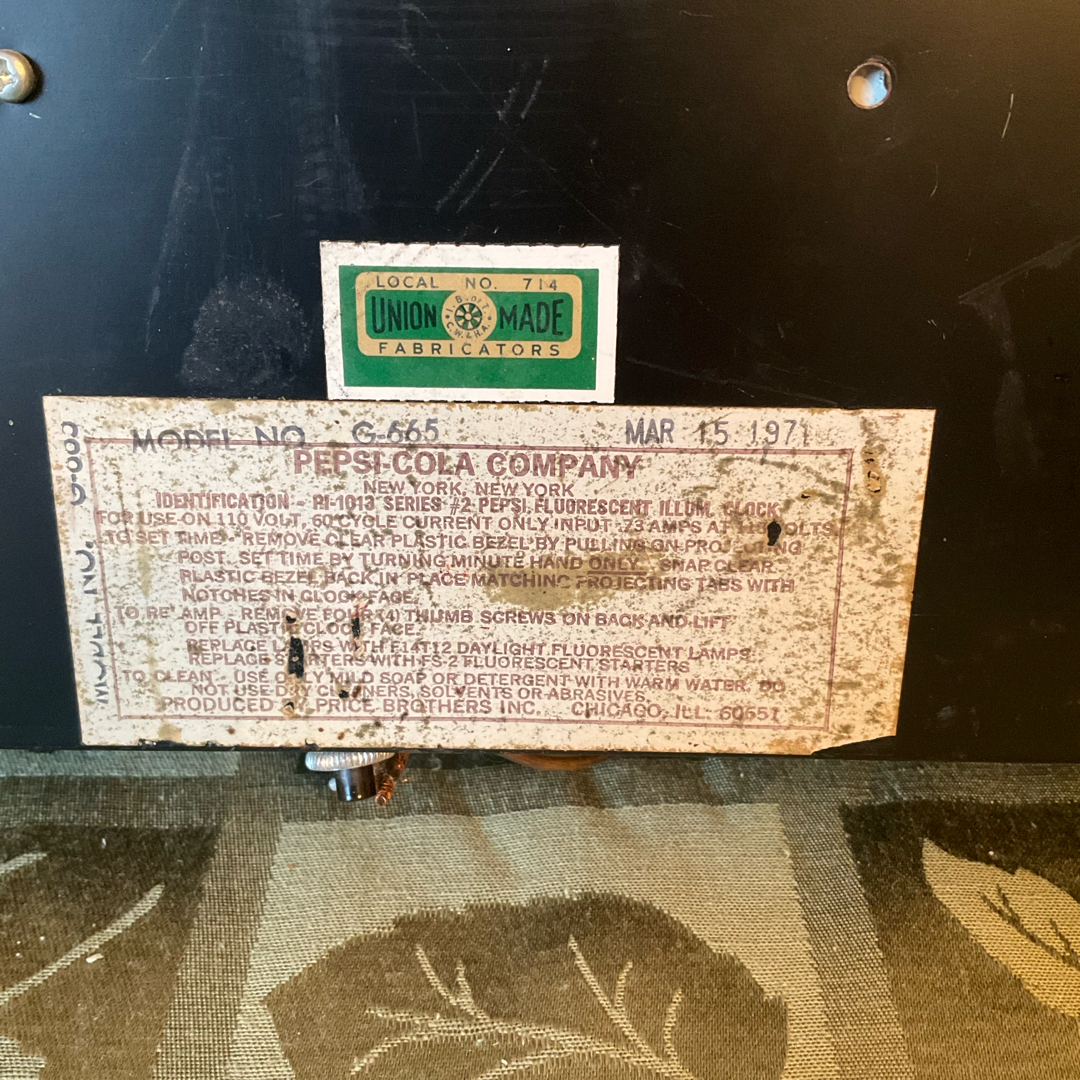 LOCAL NO. 714
UNION MADE
I. B. of T.
C.W. & H.A.
FABRICATORS
MODEL NO. G-665
MODEL NO G-665 MAR 15 1971
PEPSI-COLA COMPANY
NEW YORK, NEW YORK
IDENTIFICATION - PI-1013 SERIES #2 PEPSI, FLUORESCENT ILLUM. CLOCK
FOR USE ON 110 VOLT, 60 CYCLE CURRENT ONLY INPUT .73 AMPS AT VOLTS
TO SET TIME - REMOVE CLEAR PLASTIC BEZEL BY PULLING ON PROJECTING
POST. SET TIME BY TURNING MINUTE HAND ONLY. SNAP CLEAR
PLASTIC BEZEL BACK IN PLACE MATCHING PROJECTING TABS WITH
NOTCHES IN CLOCK FACE.
TO RE AMP - REMOVE FOUR (4) THUMB SCREWS ON BACK AND LIFT
OFF PLASTIC CLOCK FACE.
REPLACE LAMPS WITH F14T12 DAYLIGHT FLUORESCENT LAMPS
REPLACE STARTERS WITH FS-2 FLUORESCENT STARTERS
TO CLEAN - USE ONLY MILD SOAP OR DETERGENT WITH WARM WATER. DO
NOT USE DRY CLEANERS, SOLVENTS OR ABRASIVES
PRODUCED BY PRICE BROTHERS INC. CHICAGO, ILL. 60651